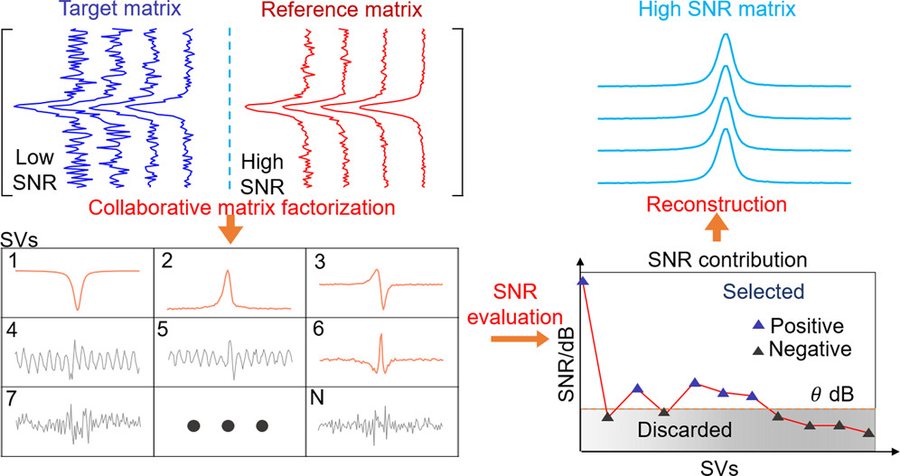 Target matrix
Reference matrix
Low
SNR
High
SNR
Collaborative matrix factorization
SVs
1
2
3
4
5
6
7
N
SNR
evaluation
High SNR matrix
Reconstruction
SNR contribution
Selected
Positive
Negative
θ dB
Discarded
SNR/dB
SVs